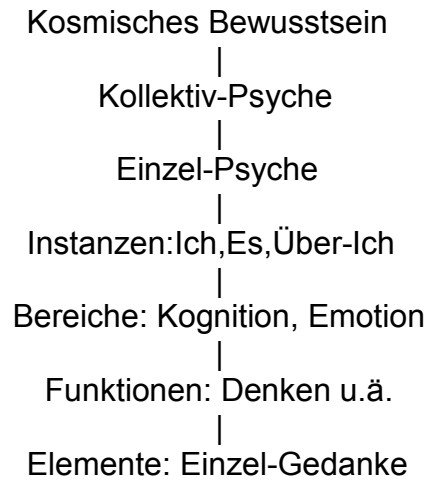 Kosmisches Bewusstsein
|
Kollektiv-Psyche
|
Einzel-Psyche
|
Instanzen:Ich,Es,Über-Ich
|
Bereiche: Kognition, Emotion
|
Funktionen: Denken u.ä.
|
Elemente: Einzel-Gedanke